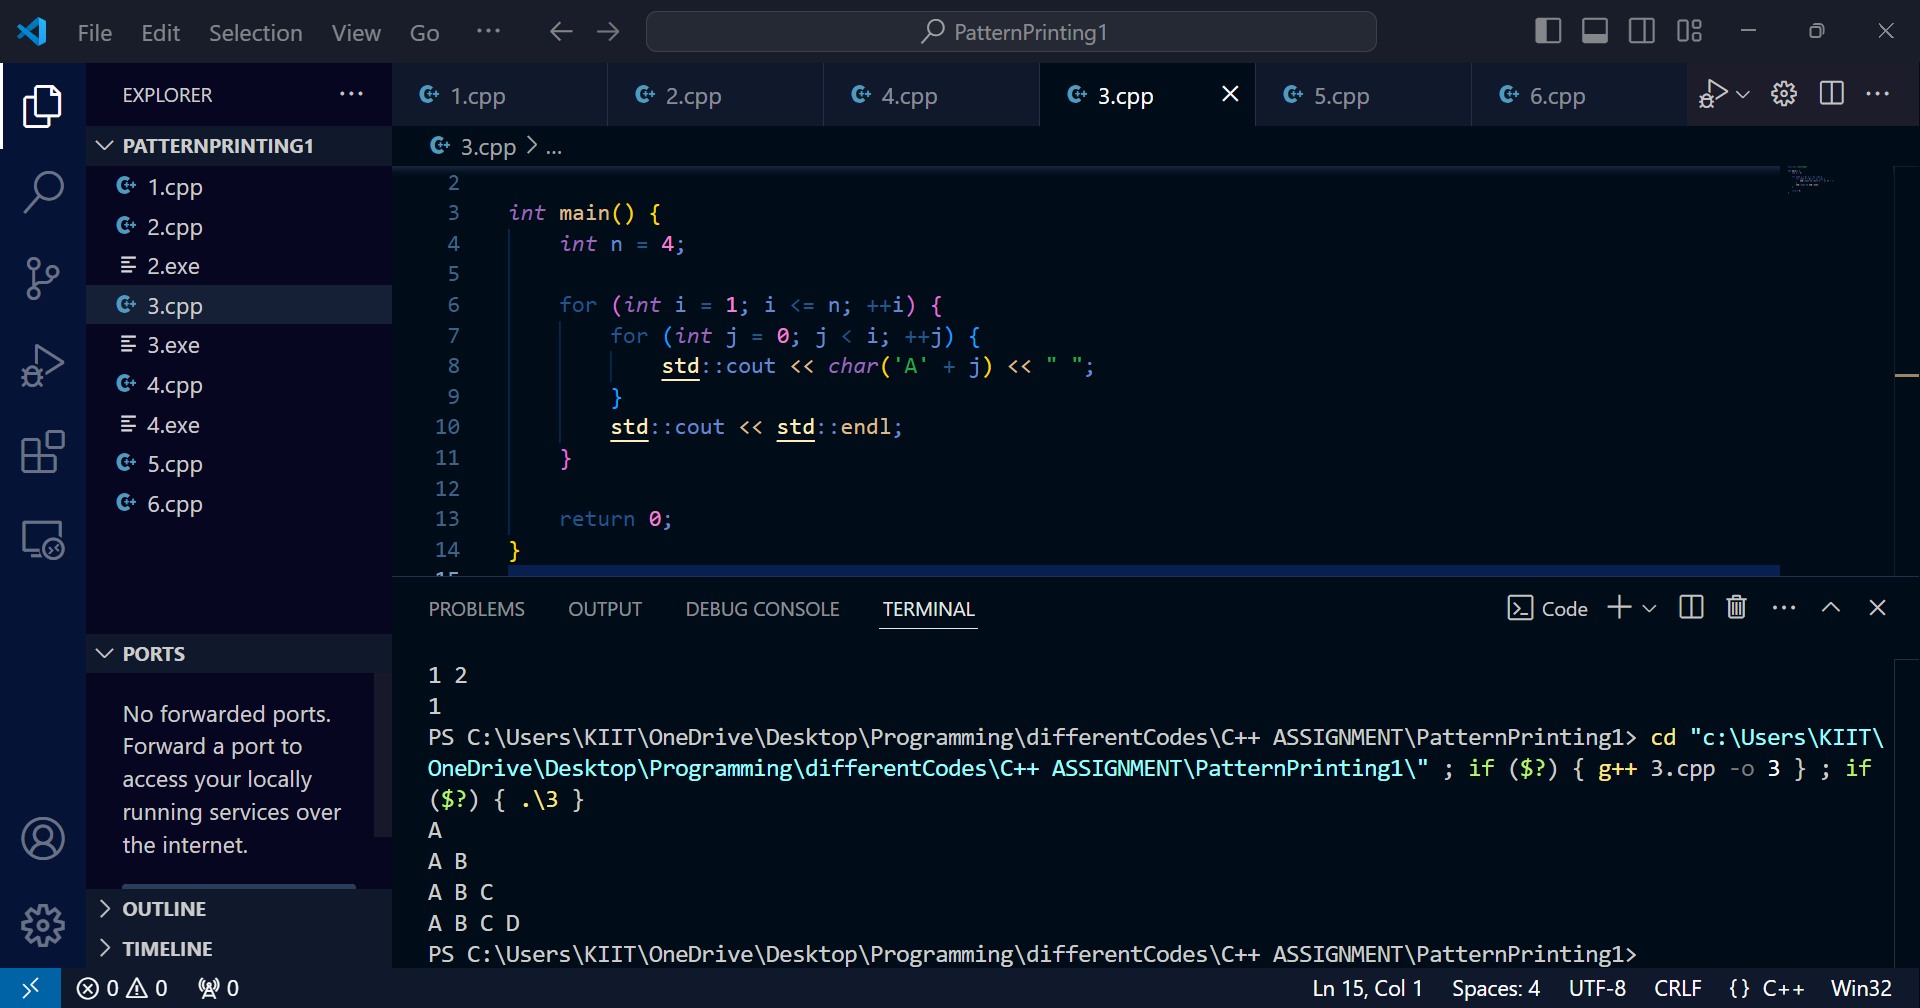 File Edit Selection View Go ··· PatternPrinting1
EXPLORER ···
1.cpp 2.cpp 4.cpp 3.cpp 5.cpp 6.cpp
PATTERNPRINTING1
1.cpp
2.cpp
2.exe
3.cpp
3.exe
4.cpp
4.exe
5.cpp
6.cpp
PORTS
No forwarded ports.
Forward a port to
access your locally
running services over
the internet.
OUTLINE
TIMELINE
3.cpp > ...
2
3 int main() {
4     int n = 4;
5
6     for (int i = 1; i <= n; ++i) {
7         for (int j = 0; j < i; ++j) {
8             std::cout << char('A' + j) << " ";
9         }
10         std::cout << std::endl;
11     }
12
13     return 0;
14 }
15
PROBLEMS OUTPUT DEBUG CONSOLE TERMINAL Code
1 2
1
PS C:\Users\KIIT\OneDrive\Desktop\Programming\differentCodes\C++ ASSIGNMENT\PatternPrinting1> cd "c:\Users\KIIT\
OneDrive\Desktop\Programming\differentCodes\C++ ASSIGNMENT\PatternPrinting1\" ; if ($?) { g++ 3.cpp -o 3 } ; if
($?) { .\3 }
A
A B
A B C
A B C D
PS C:\Users\KIIT\OneDrive\Desktop\Programming\differentCodes\C++ ASSIGNMENT\PatternPrinting1>
0 0 0 Ln 15, Col 1 Spaces: 4 UTF-8 CRLF {} C++ Win32